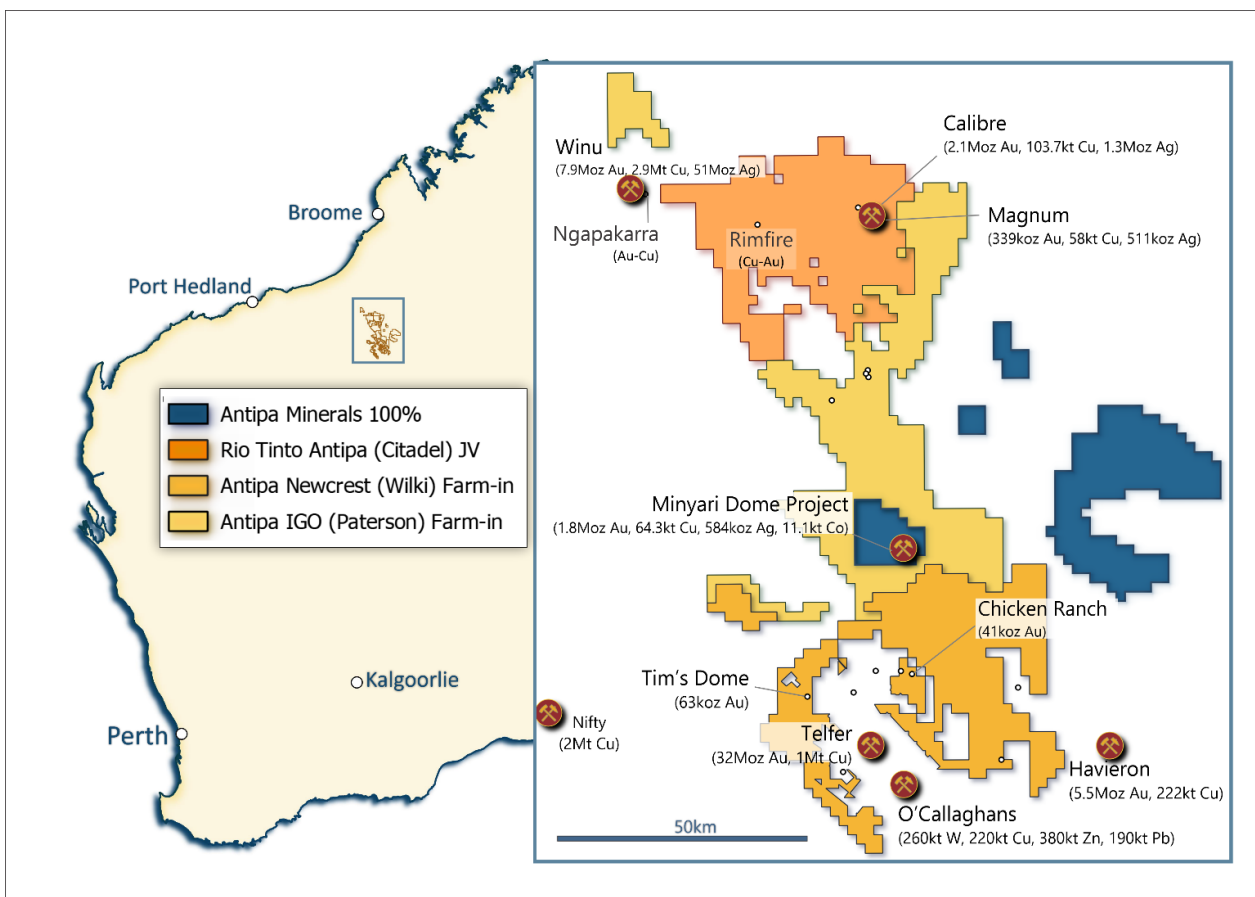 Broome
Port Hedland
Kalgoorlie
Perth
Antipa Minerals 100%
Rio Tinto Antipa (Citadel) JV
Antipa Newcrest (Wilki) Farm-in
Antipa IGO (Paterson) Farm-in
Winu
(7.9Moz Au, 2.9Mt Cu, 51Moz Ag)
Ngapakarra
(Au-Cu)
Rimfire
(Cu-Au)
Calibre
(2.1Moz Au, 103.7kt Cu, 1.3Moz Ag)
Magnum
(339koz Au, 58kt Cu, 511koz Ag)
Minyari Dome Project
(1.8Moz Au, 64.3kt Cu, 584koz Ag, 11.1kt Co)
Chicken Ranch
(41koz Au)
Tim's Dome
(63koz Au)
Nifty
(2Mt Cu)
Telfer
(32Moz Au, 1Mt Cu)
Havieron
(5.5Moz Au, 222kt Cu)
O'Callaghans
(260kt W, 220kt Cu, 380kt Zn, 190kt Pb)
50km